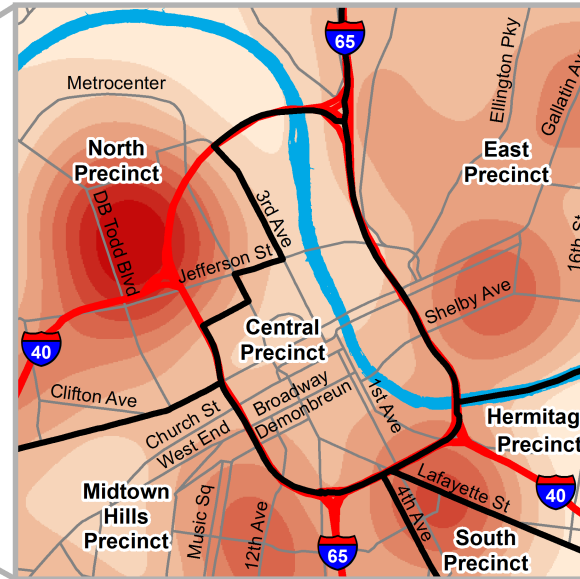 65
Ellington Pky
Gallatin Av
Metrocenter
North
Precinct
East
Precinct
DB Todd Blvd
3rd Ave
16th St
Jefferson St
Shelby Ave
40
Central
Precinct
Clifton Ave
Broadway
Demonbreun
1st Ave
Church St
West End
Hermitag
Precinct
Midtown
Hills
Precinct
Music Sq
12th Ave
Lafayette St
4th Ave
40
South
Precinct
65